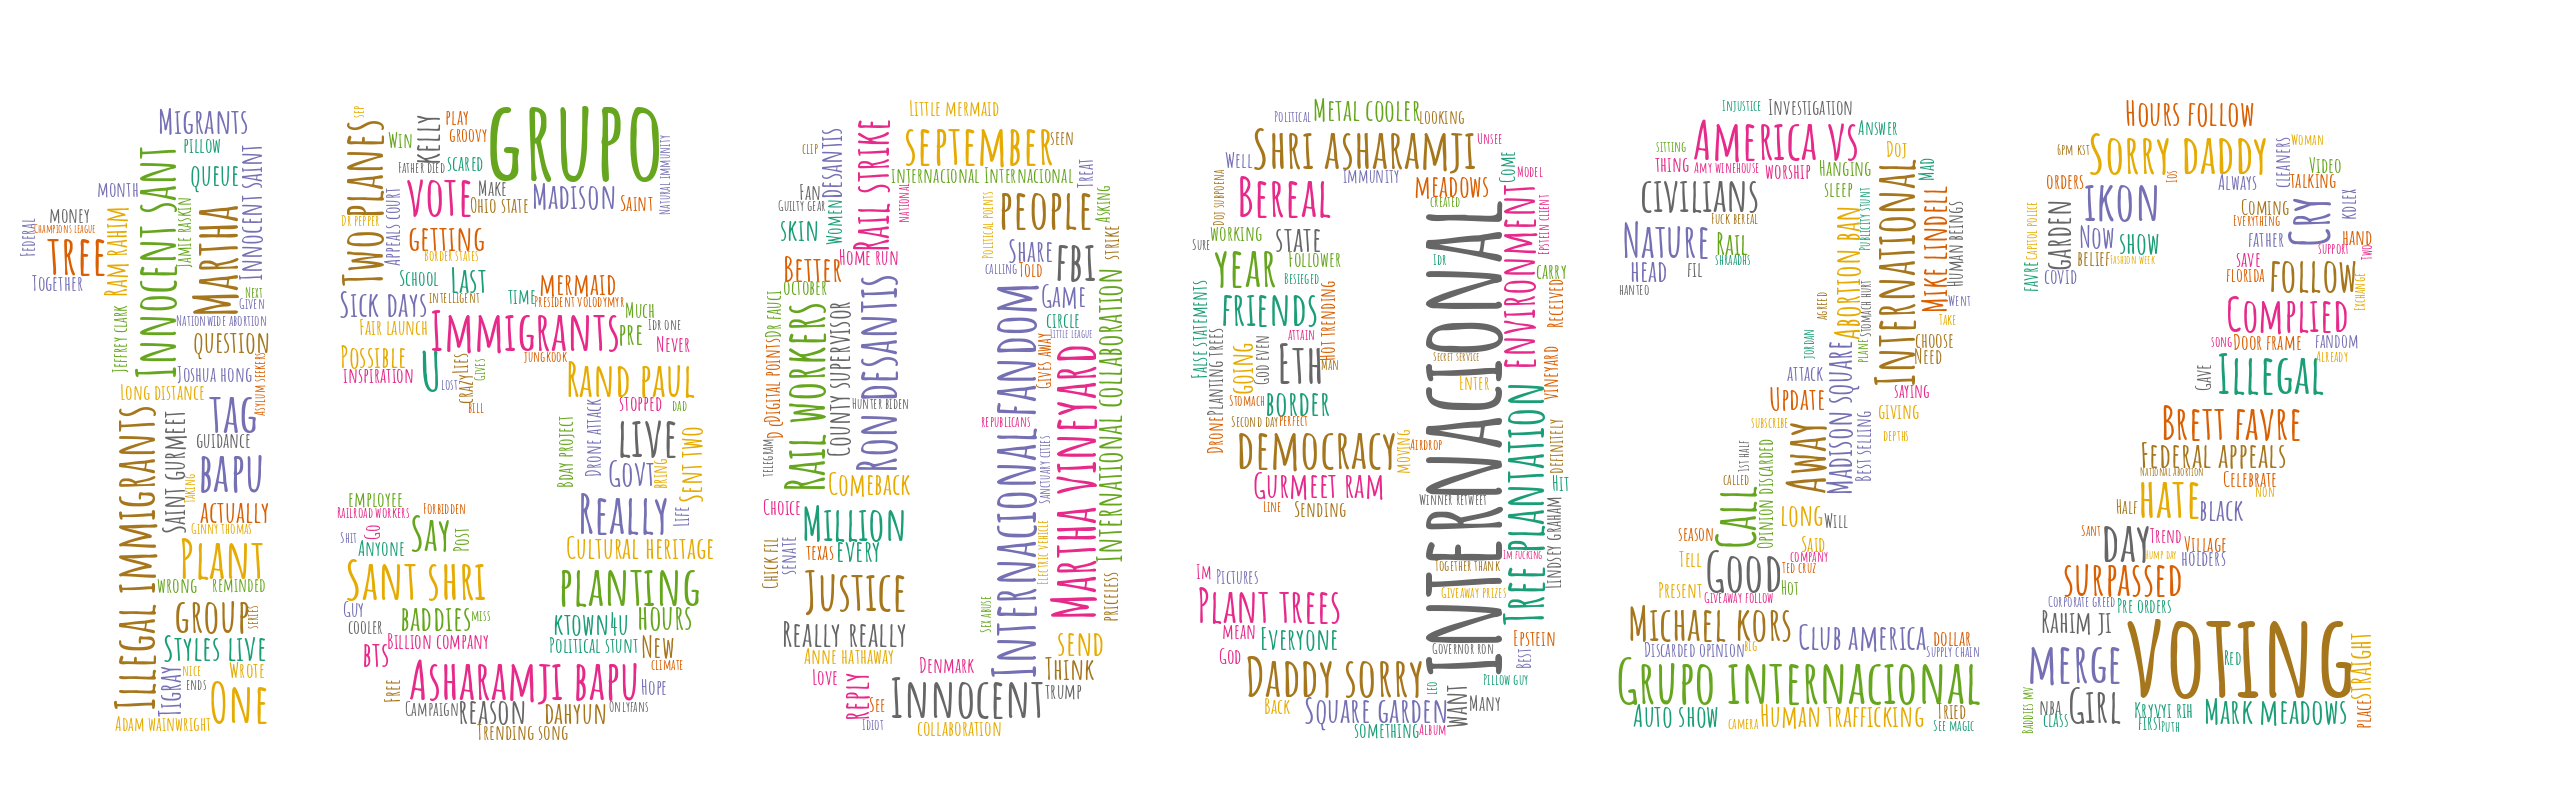 Migrants
Pillow
Queue
Month
Money
Champions League
Federal
Tree
Together
Ram Rahim
Innocent Sant
Jamie Raskin
Martha
Innocent Saint
Next
Given
Nationwide Abortion
Jeffrey Clark
Question
Joshua Hong
Asylum Seekers
Long Distance
Illegal Immigrants
Tag
Guidance
Saint Gurmeet
Bapu
Taking
Actually
Ginny Thomas
Plant
Wrong
Reminded
Group
Series
Styles Live
Nice
Wrote
Tigray
Ends
One
Adam Wainwright
Sep
Two Planes
Win
Kelly
Play
Groovy
Grupo
Father Died
Scared
Natural Immunity
Appeals Court
Vote
Make
Ohio State
Madison
Saint
Dr Pepper
Getting
Border States
School
Last
Sick Days
Intelligent
Time
Mermaid
President Volodymyr
Fair Launch
Immigrants
Much
Pre
Idr One
Never
Possible
Jungkook
Inspiration
U
Lost
Crazylies
Gives
Bill
Rand Paul
Stopped
Dad
Bday Project
Drone Attack
Live
Govt
Bring
Sent Two
Employee
Railroad Workers
Forbidden
Really
Life
Shit
Go
Anyone
Say
Post
Cultural Heritage
Sant Shri
Planting
Guy
Cooler
Baddies
Miss
Ktown4u
Hours
Billion Company
Political Stunt
New
BTS
Climate
Asharamji Bapu
Hope
Free
Campaign
Reason
Dahyun
Onlyfans
Trending Song
Little Mermaid
Clip
Desantis
Rail Strike
September
Seen
Internacional Internacional
Treat
Fan
Guilty Gear
Women
National
Skin
Political Points
People
Asking
Home Run
Share
FBI
Strike
Better
Calling
Told
October
Game
Dr Fauci
Rail Workers
County Supervisor
Ron Desantis
Circle
Little League
Digital Points
Internacional Fandom
Gives Away
Martha Vineyard
International Collaboration
D C
Hunter Biden
Republicans
Telegram
Sanctuary Cities
Comeback
Choice
Million
Texas
Every
Electric Vehicle
Chick Fil
Senate
Justice
Priceless
Sex Abuse
Really Really
Anne Hathaway
Send
Love
Denmark
Think
Reply
See
Innocent
Trump
Idiot
Collaboration
Political
Metal Cooler
Looking
Well
Shri Asharamji
Unsee
Come
Model
Immunity
Bereal
Meadows
Created
Doj Subpoena
Working
State
Sure
Follower
Idr
Epstein Client
Environment
Year
Besieged
Carry
Received
False Statements
Friends
Hot Trending
Planting Trees
Attain
Going
God Even
Eth
Man
Secret Service
Enter
Vineyard
Stomach
Border
Second Day
Perfect
Drone
Democracy
Moving
Airdrop
Internacional
Tree Plantation
Definitely
Gurmeet Ram
Hit
Line
Sending
Winner Retweet
Lindsey Graham
Im Fucking
Together Thank
Im
Pictures
Giveaway Prizes
Plant Trees
Mean
Everyone
Epstein
Governor Ron
God
Best
Daddy Sorry
Pillow Guy
Leo
Back
Square Garden
Want
Many
Something
Album
Injustice
Investigation
America vs
Answer
Sitting
Doj
Thing
Amy Winehouse
Worship
Hanging
Mad
Sleep
Civilians
Fuck Bereal
Publicity Stunt
International
Mike Lindell
Human Beings
Nature
Rail
Shraadhs
Head
Fil
Hanteo
Abortion Ban
Stomach Hurt
Agreed
Went
Take
Jordan
Plane
Choose
Need
Attack
Madison Square
Update
Saying
Giving
Subscribe
Best Selling
Depths
1st Half
Away
Called
Opinion Discarded
Call
Long
Will
Season
Said
Tell
Company
Ted Cruz
Good
Present
Hot
Giveaway Follow
Michael Kors
Club America
Dollar
Discarded Opinion
Big
Supply Chain
Grupo Internacional
Auto Show
Camera
Human Trafficking
Tried
See Magic
Hours Follow
6pm Kst
Sorry Daddy
Woman
Cleaners
Video
Talking
Ios
Orders
Always
Ikon
Kdlex
Capitol Police
Garden
Coming
Everything
Cry
Now
Show
Father
Hand
Support
Two
Belief
Fashion Week
Save
Favre
Covid
Florida
Follow
Exchange
Complied
Song
Door Frame
Fandom
Already
Gave
Illegal
Brett Favre
Federal Appeals
National Abortion
Celebrate
Non
Hate
Half
Black
Sant
Day
Trend
Village
Hump Day
Holders
Surpassed
Corporate Greed
Pre Orders
Rahim Ji
Voting
Merge
Red
Straight
Places
Baddies Mv
NBA
Class
Girl
Kryvyi Rih
First
Puth
Mark Meadows